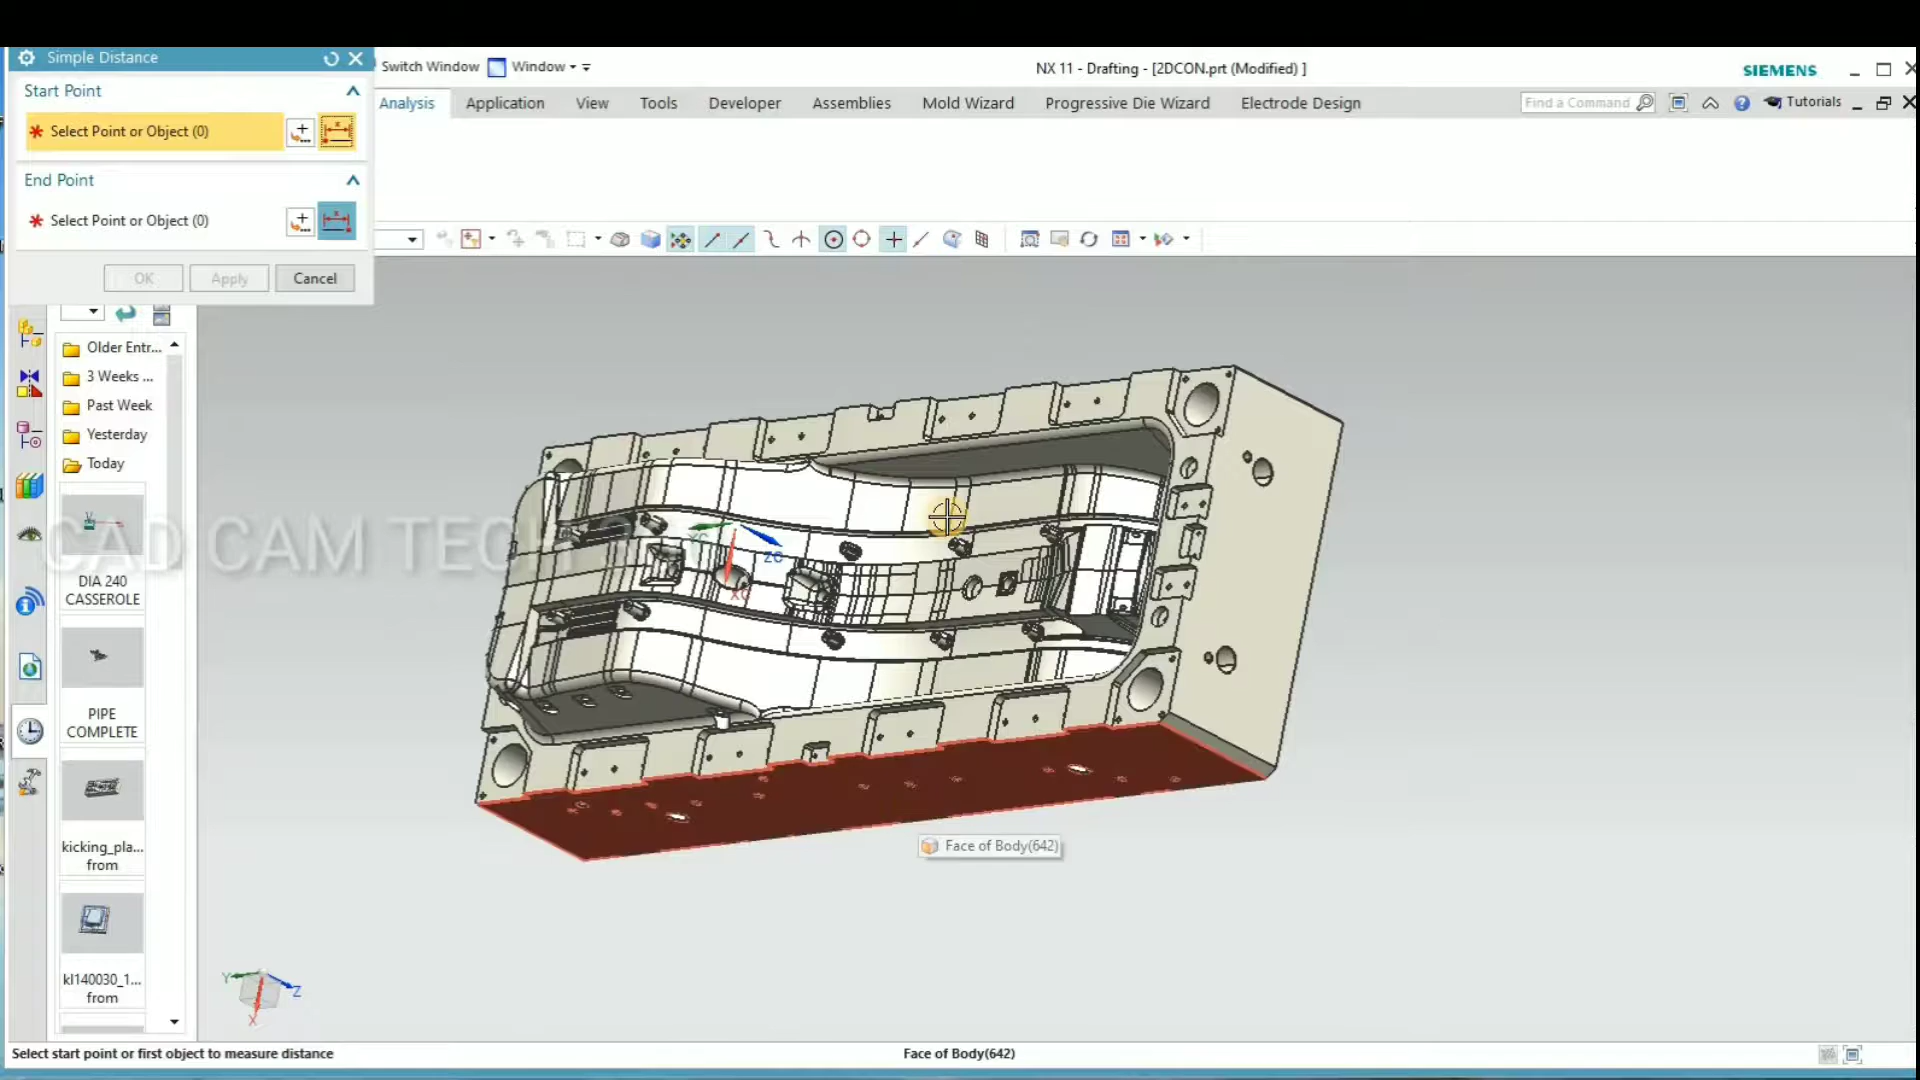 Simple Distance
Switch Window
Window
NX 11 - Drafting - [2DCON.prt (Modified) ]
SIEMENS
Start Point
Analysis
Application
View
Tools
Developer
Assemblies
Mold Wizard
Progressive Die Wizard
Electrode Design
Find a Command
Tutorials
Select Point or Object (0)
End Point
Select Point or Object (0)
OK
Apply
Cancel
Older Entr...
3 Weeks ...
Past Week
Yesterday
Today
CAD CAM TECH
DIA 240
CASSEROLE
PIPE
COMPLETE
kicking_pla...
from
kl140030_1...
from
YC
ZC
XC
Face of Body(642)
Y
Z
X
Select start point or first object to measure distance
Face of Body(642)